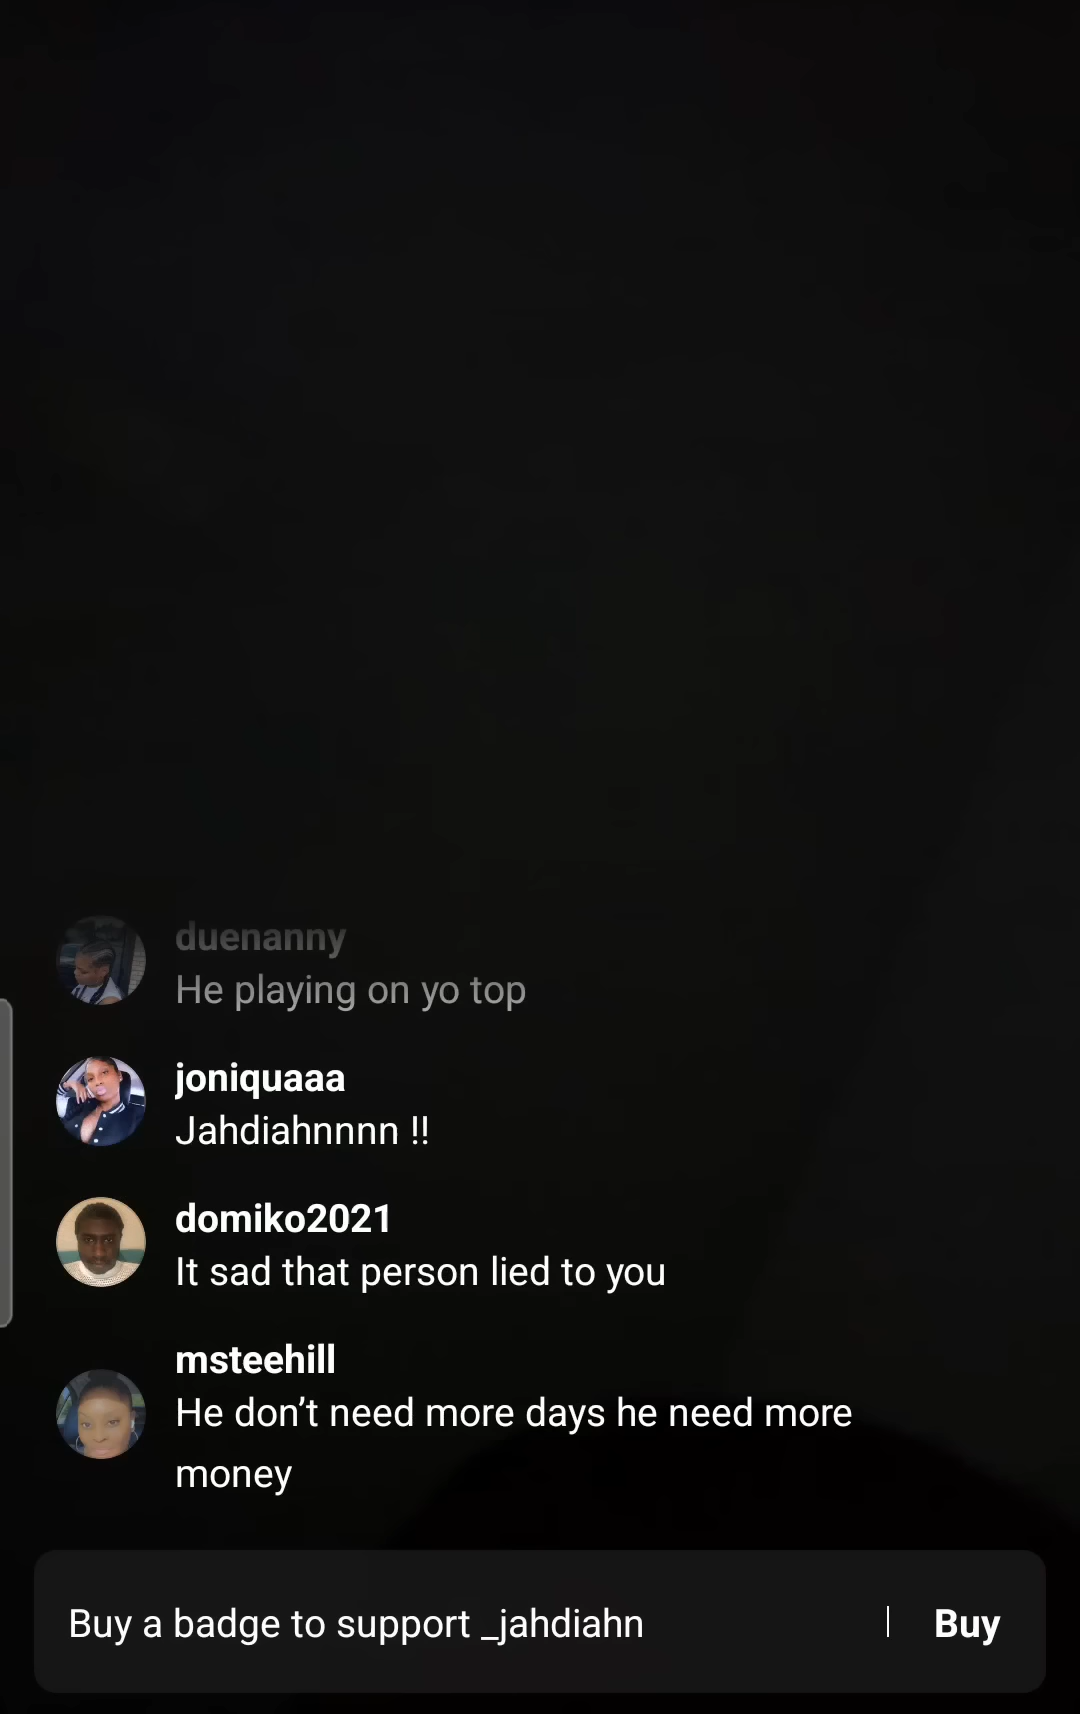 duenanny
He playing on yo top
joniquaaa
Jahdiahnnnn !!
domiko2021
It sad that person lied to you
msteehill
He don’t need more days he need more
money
Buy a badge to support _jahdiahn | Buy